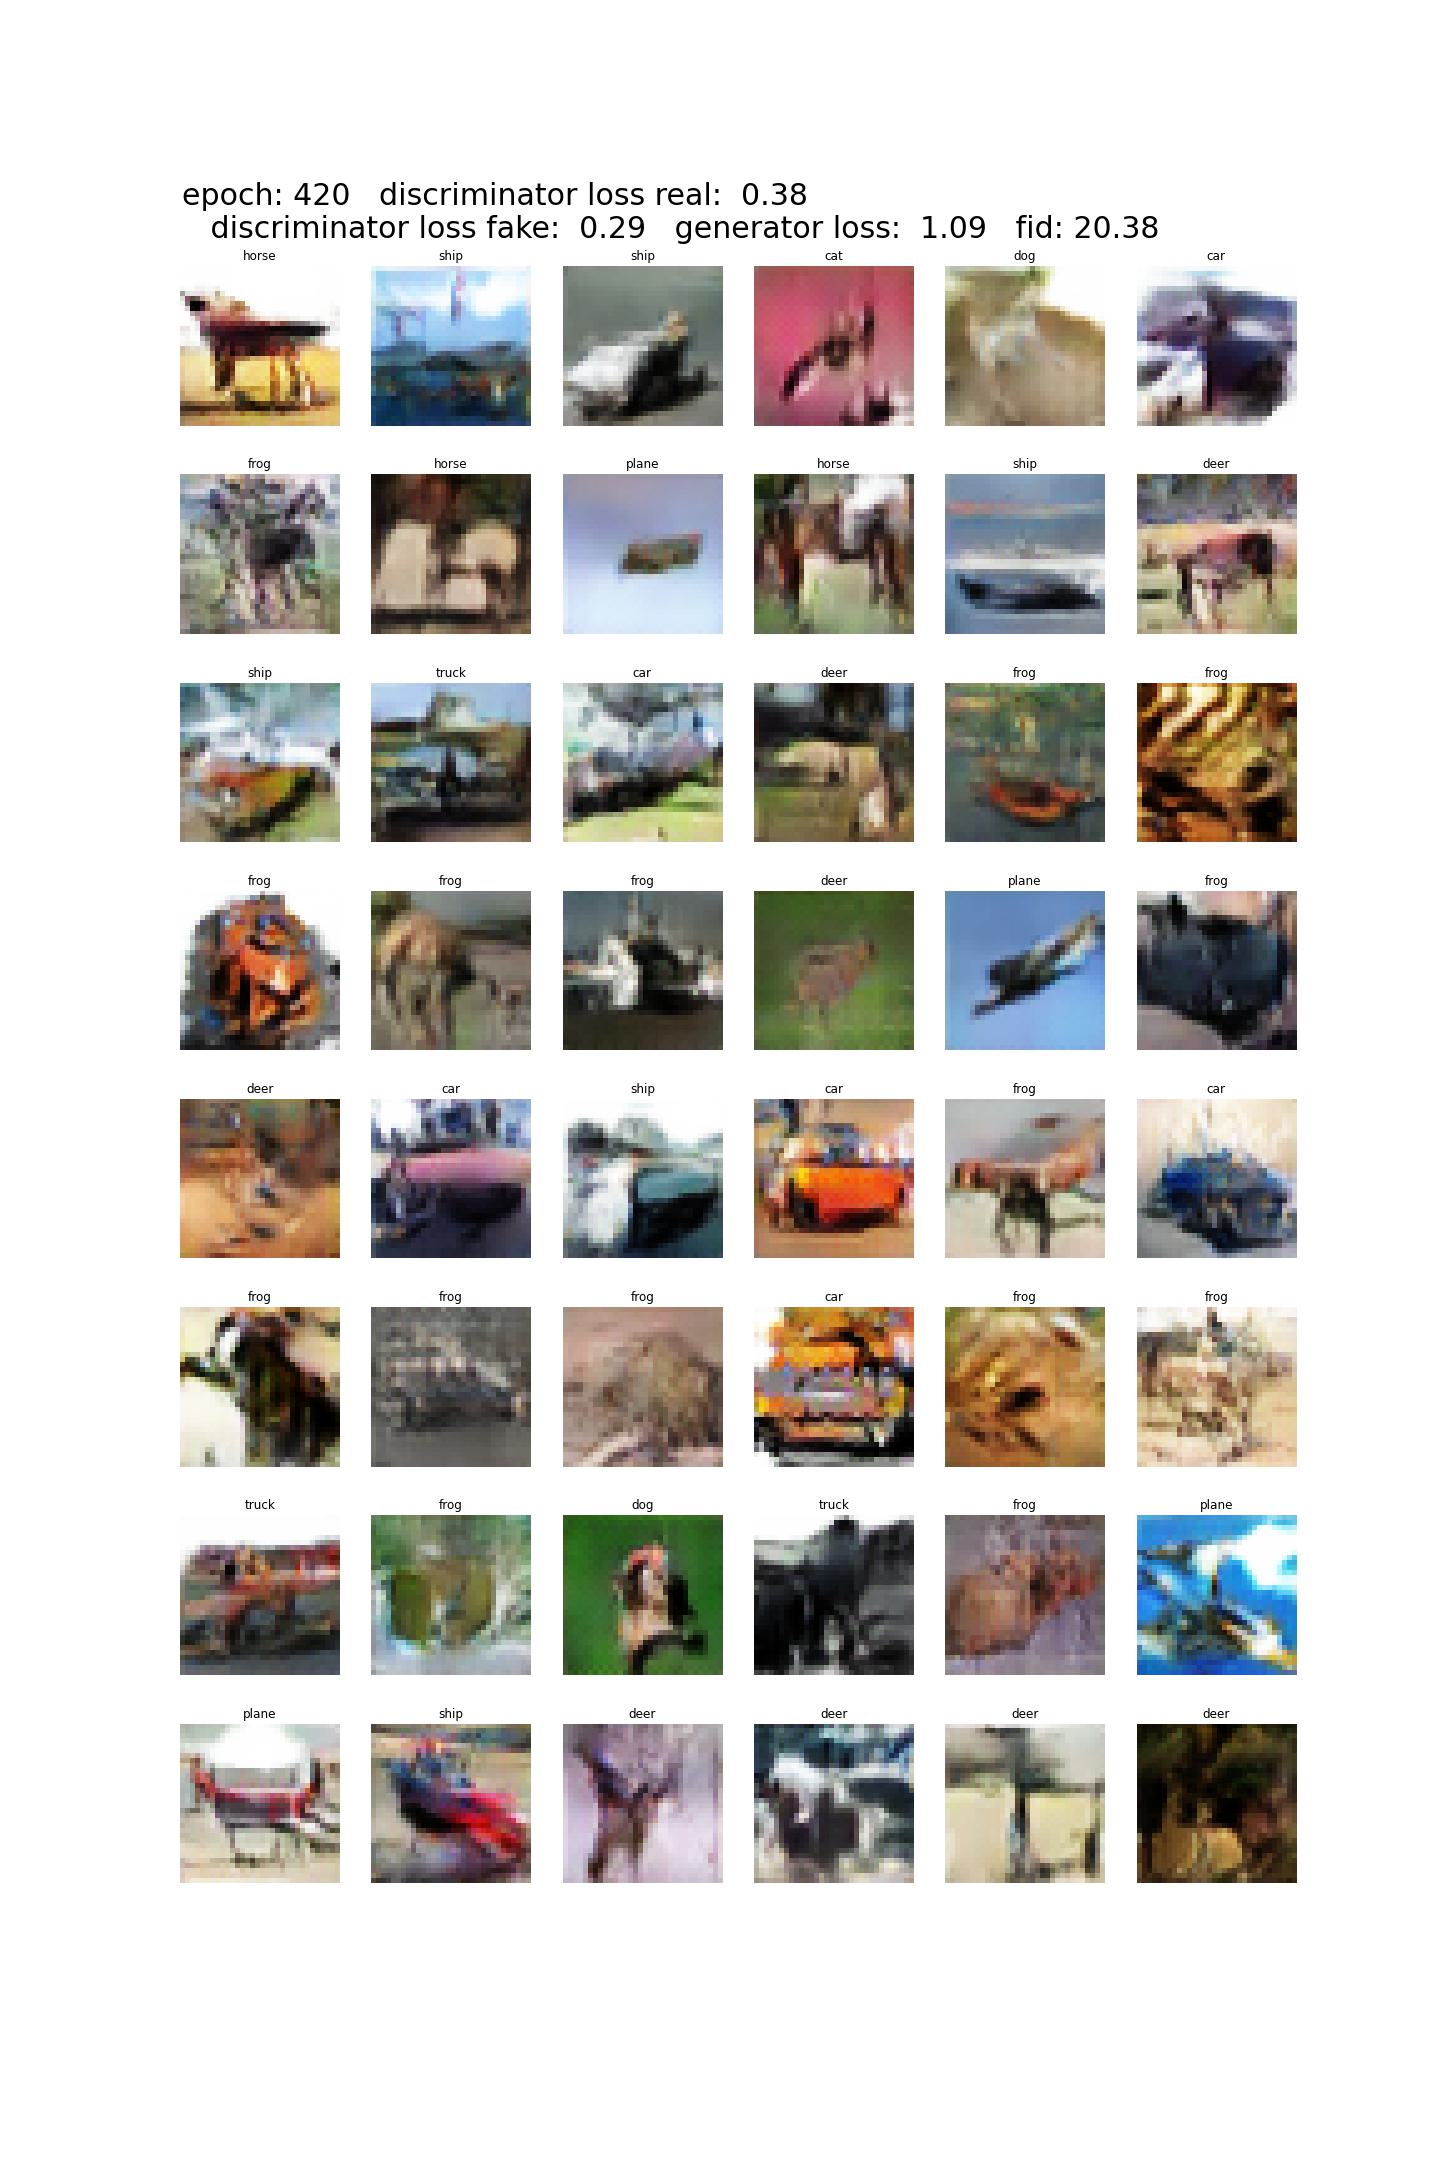 epoch: 420   discriminator loss real:  0.38
discriminator loss fake:  0.29   generator loss:  1.09   fid: 20.38
horse ship ship cat dog car
frog horse plane horse ship deer
ship truck car deer frog frog
frog frog frog deer plane frog
deer car ship car frog car
frog frog frog car frog frog
truck frog dog truck frog plane
plane ship deer deer deer deer